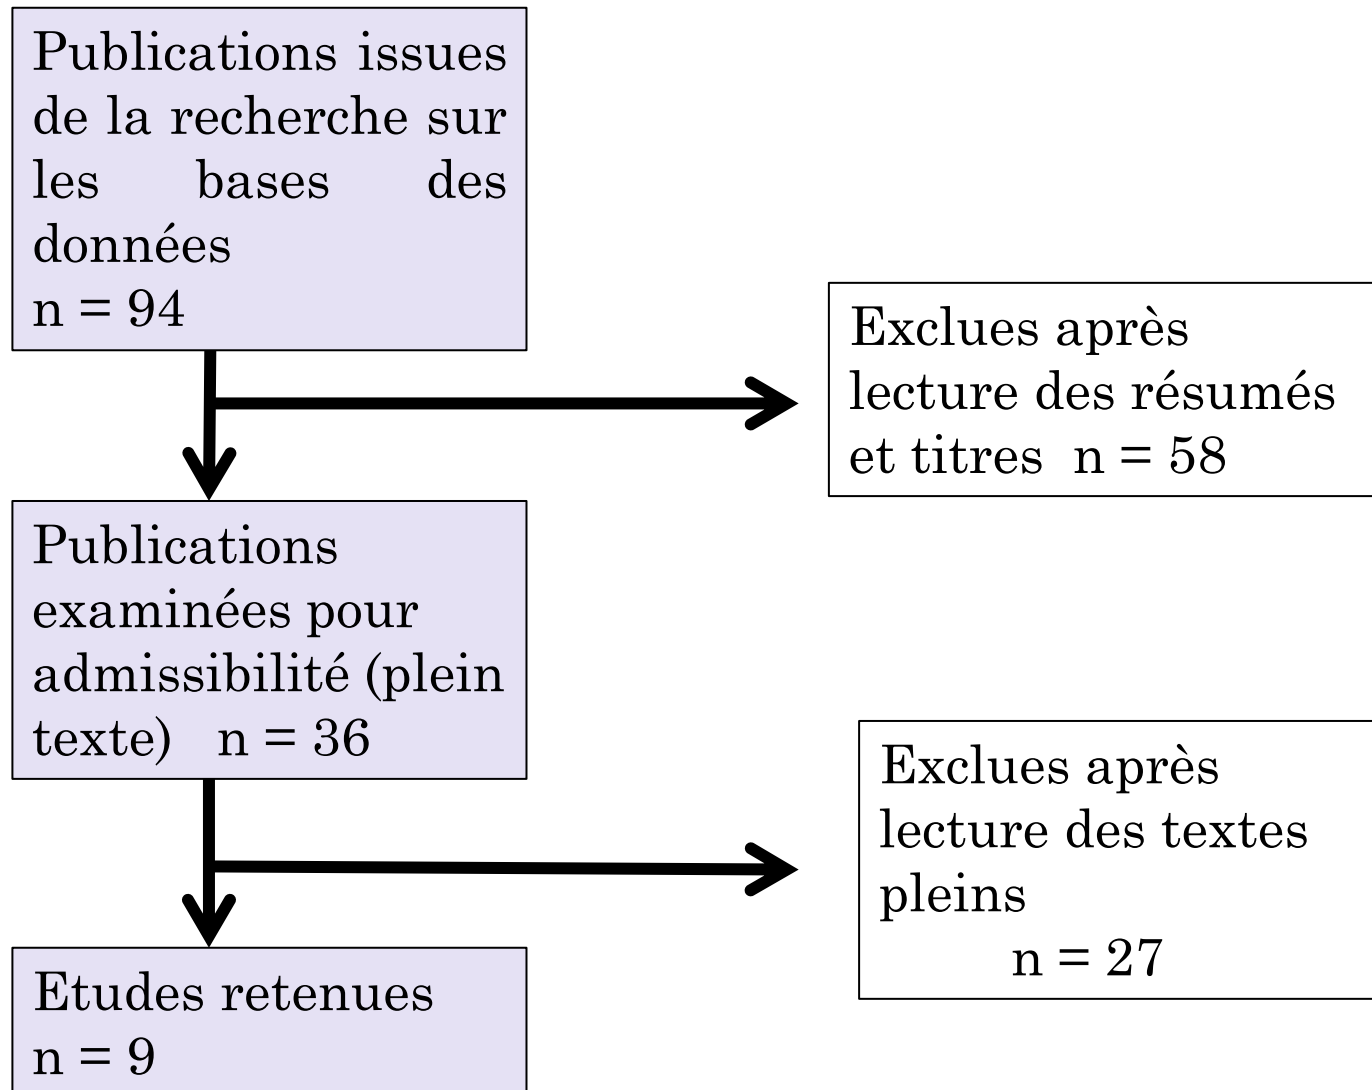 Publications issues
de la recherche sur
les bases des
données
n = 94
Exclues après
lecture des résumés
et titres n = 58
Publications
examinées pour
admissibilité (plein
texte) n = 36
Exclues après
lecture des textes
pleins
n = 27
Etudes retenues
n = 9